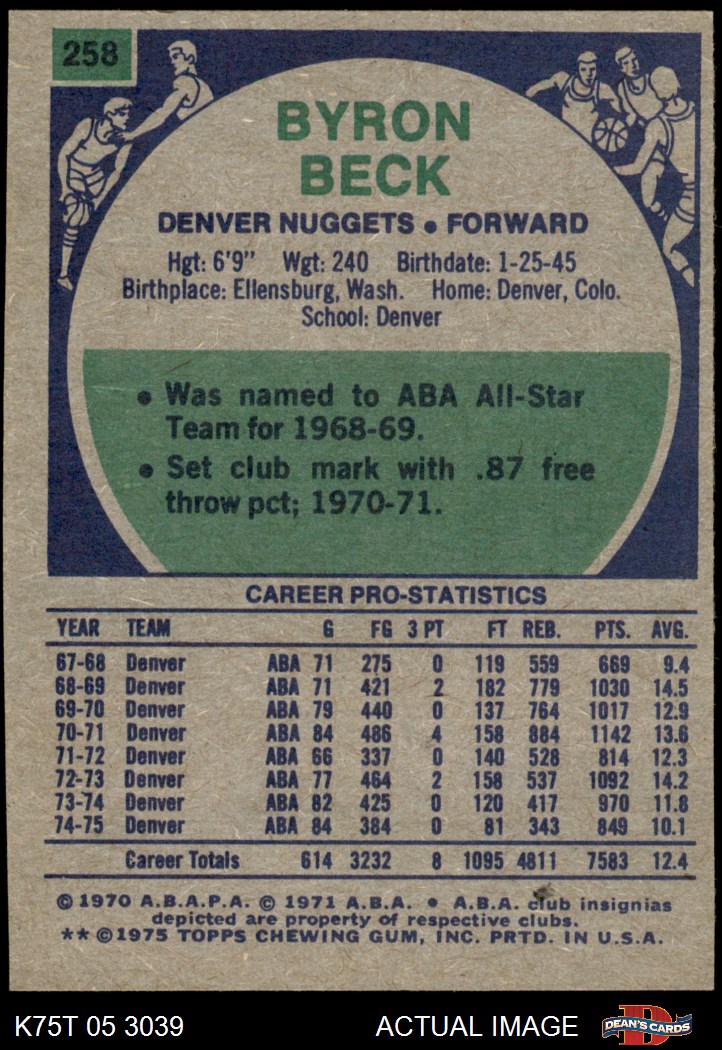 258
BYRON
BECK
DENVER NUGGETS • FORWARD
Hgt: 6'9" Wgt: 240 Birthdate: 1-25-45
Birthplace: Ellensburg, Wash. Home: Denver, Colo.
School: Denver
• Was named to ABA All-Star
Team for 1968-69.
• Set club mark with .87 free
throw pct; 1970-71.
CAREER PRO-STATISTICS
YEAR TEAM G FG 3 PT FT REB. PTS. AVG.
67-68 Denver ABA 71 275 0 119 559 669 9.4
68-69 Denver ABA 71 421 2 182 779 1030 14.5
69-70 Denver ABA 79 440 0 137 764 1017 12.9
70-71 Denver ABA 84 486 4 158 884 1142 13.6
71-72 Denver ABA 66 337 0 140 528 814 12.3
72-73 Denver ABA 77 464 2 158 537 1092 14.2
73-74 Denver ABA 82 425 0 120 417 970 11.8
74-75 Denver ABA 84 384 0 81 343 849 10.1
Career Totals 614 3232 8 1095 4811 7583 12.4
© 1970 A.B.A.P.A. © 1971 A.B.A. • A.B.A. club insignias
depicted are property of respective clubs.
** © 1975 TOPPS CHEWING GUM, INC. PRTD. IN U.S.A.
K75T 05 3039 ACTUAL IMAGE D DEAN'S CARDS